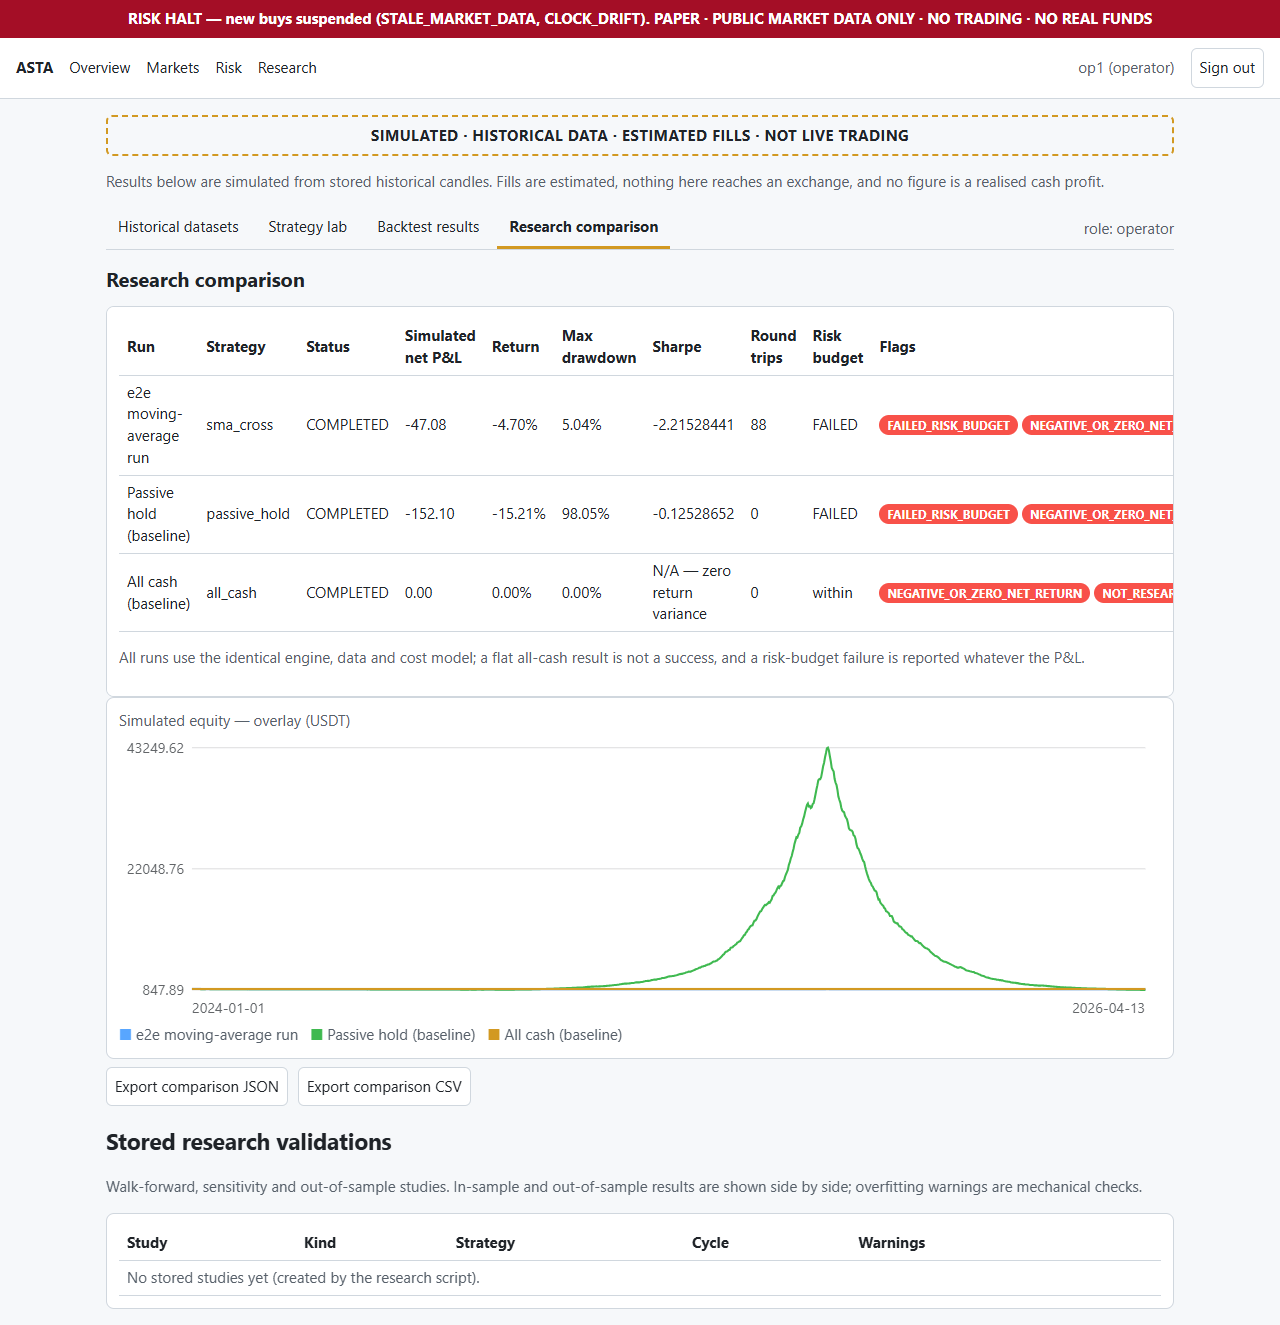 RISK HALT — new buys suspended (STALE_MARKET_DATA, CLOCK_DRIFT). PAPER · PUBLIC MARKET DATA ONLY · NO TRADING · NO REAL FUNDS
ASTA Overview Markets Risk Research op1 (operator) Sign out
SIMULATED · HISTORICAL DATA · ESTIMATED FILLS · NOT LIVE TRADING
Results below are simulated from stored historical candles. Fills are estimated, nothing here reaches an exchange, and no figure is a realised cash profit.
Historical datasets Strategy lab Backtest results Research comparison role: operator
Research comparison
Run Strategy Status Simulated net P&L Return Max drawdown Sharpe Round trips Risk budget Flags
e2e moving-average run sma_cross COMPLETED -47.08 -4.70% 5.04% -2.21528441 88 FAILED FAILED_RISK_BUDGET NEGATIVE_OR_ZERO_NET
Passive hold (baseline) passive_hold COMPLETED -152.10 -15.21% 98.05% -0.12528652 0 FAILED FAILED_RISK_BUDGET NEGATIVE_OR_ZERO_NET
All cash (baseline) all_cash COMPLETED 0.00 0.00% 0.00% N/A — zero return variance 0 within NEGATIVE_OR_ZERO_NET_RETURN NOT_RESEAR
All runs use the identical engine, data and cost model; a flat all-cash result is not a success, and a risk-budget failure is reported whatever the P&L.
Simulated equity — overlay (USDT)
43249.62
22048.76
847.89
2024-01-01 2026-04-13
e2e moving-average run Passive hold (baseline) All cash (baseline)
Export comparison JSON Export comparison CSV
Stored research validations
Walk-forward, sensitivity and out-of-sample studies. In-sample and out-of-sample results are shown side by side; overfitting warnings are mechanical checks.
Study Kind Strategy Cycle Warnings
No stored studies yet (created by the research script).